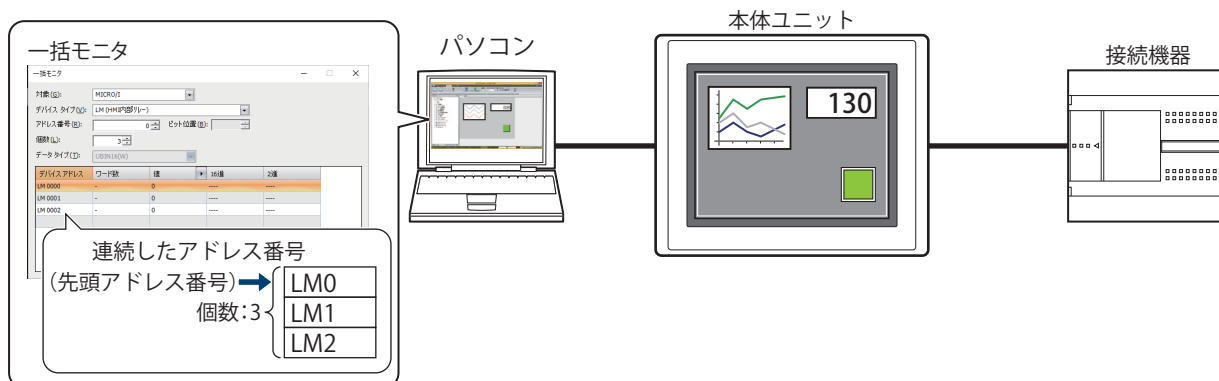 一括モニタ
一括モニタ
対象(G): MICRO/I
デバイス タイプ(V): LM (HMI内部リレー)
アドレス番号(R): 0 ビット位置(B):
個数(L): 3
データ タイプ(T): UBIN16(W)
デバイス アドレス ワード数 値 16進 2進
LM 0000 - 0 ---- ----
LM 0001 - 0 ---- ----
LM 0002 - 0 ---- ----
連続したアドレス番号
(先頭アドレス番号)
LM0
個数:3
LM1
LM2
パソコン
本体ユニット
130
接続機器